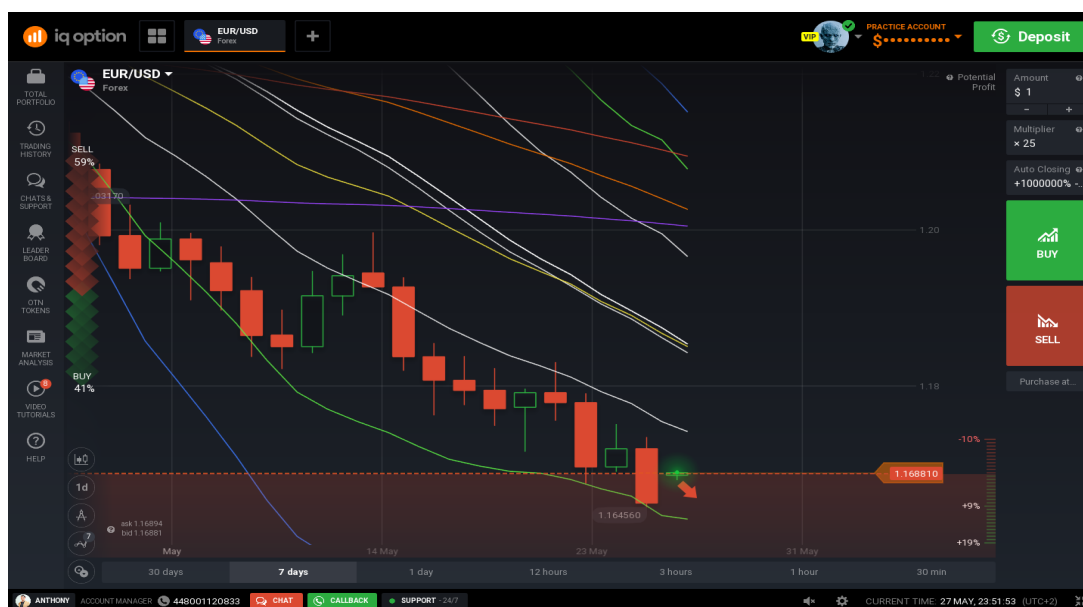 iq option
EUR/USD
Forex
+
VIP
PRACTICE ACCOUNT
$••••••••••
Deposit
TOTAL
PORTFOLIO
TRADING
HISTORY
CHATS &
SUPPORT
LEADER
BOARD
OTN
TOKENS
MARKET
ANALYSIS
8
VIDEO
TUTORIALS
HELP
EUR/USD
Forex
SELL
59%
.03170
BUY
41%
1d
7
ask 1.16894
bid 1.16881
1.22
Potential
Profit
1.20
1.18
-10%
1.168810
+9%
+19%
1.164560
May
14 May
23 May
31 May
30 days
7 days
1 day
12 hours
3 hours
1 hour
30 min
Amount
$ 1
− +
Multiplier
× 25
Auto Closing
+1000000% -...
BUY
SELL
Purchase at...
ANTHONY
ACCOUNT MANAGER
448001120833
CHAT
CALLBACK
SUPPORT - 24/7
CURRENT TIME: 27 MAY, 23:51:53 (UTC+2)